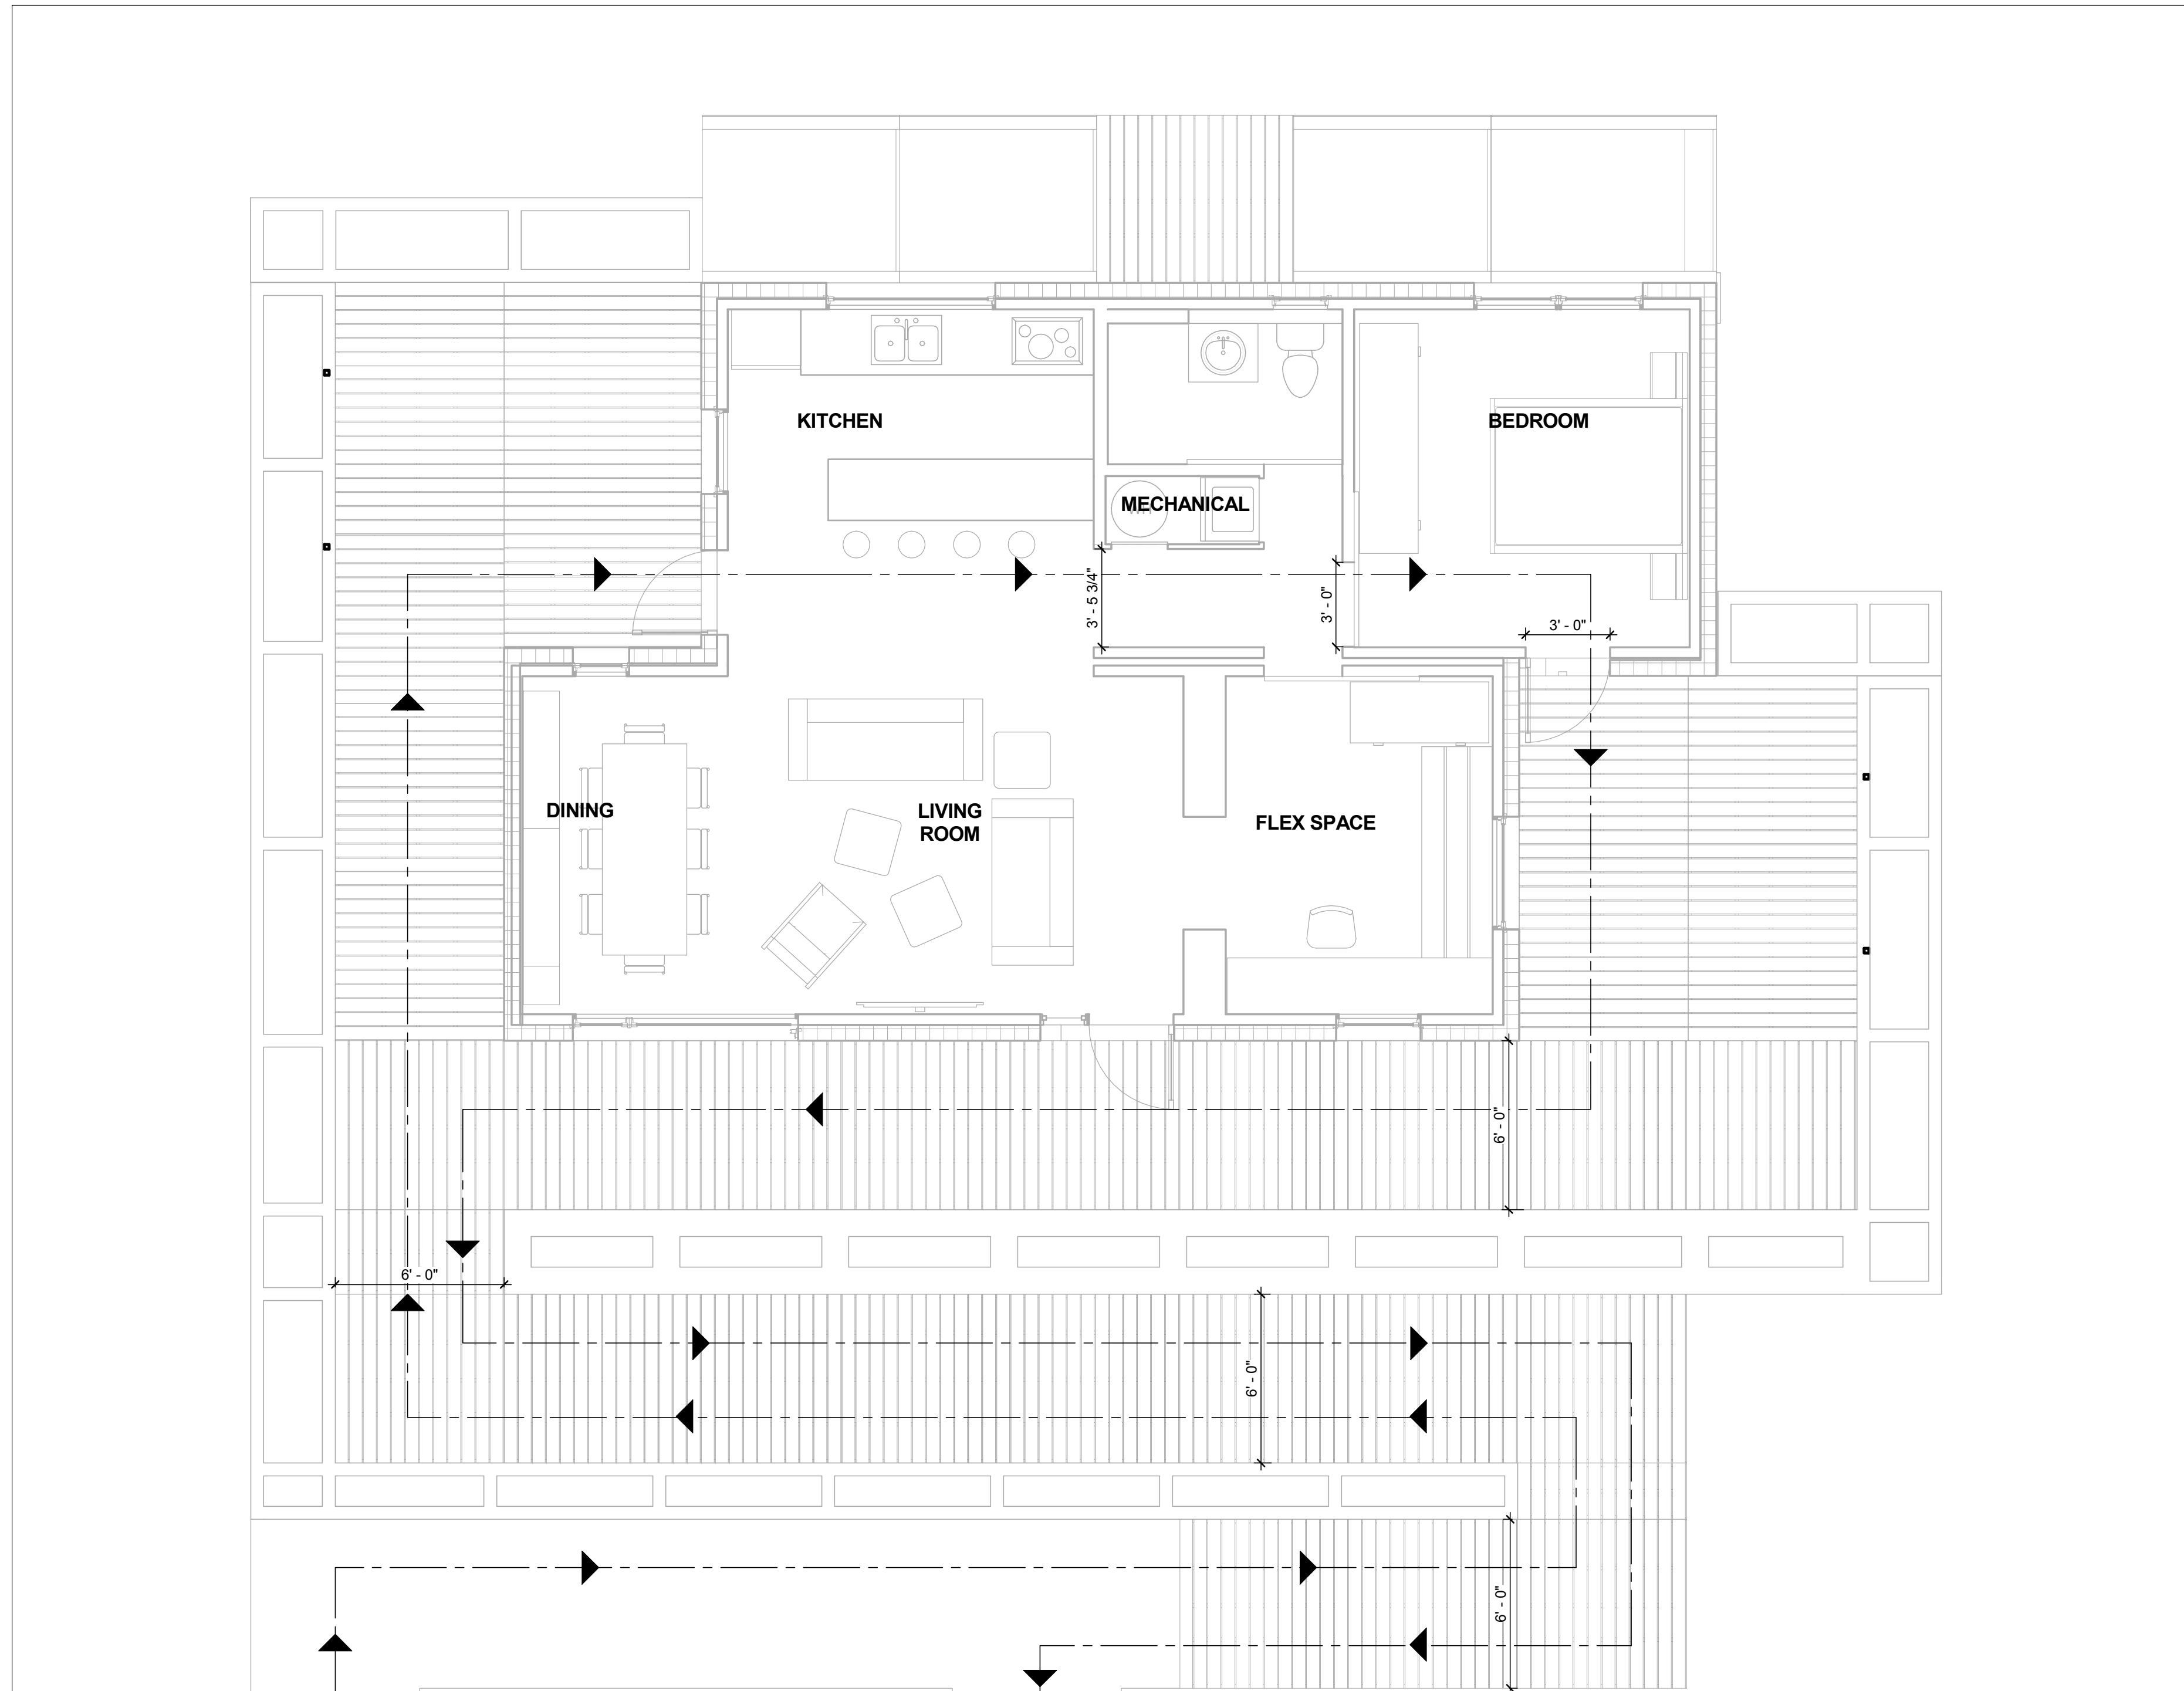 KITCHEN
BEDROOM
MECHANICAL
3' - 5 3/4"
3' - 0"
3' - 0"
DINING
LIVING
ROOM
FLEX SPACE
6' - 0"
6' - 0"
6' - 0"
6' - 0"